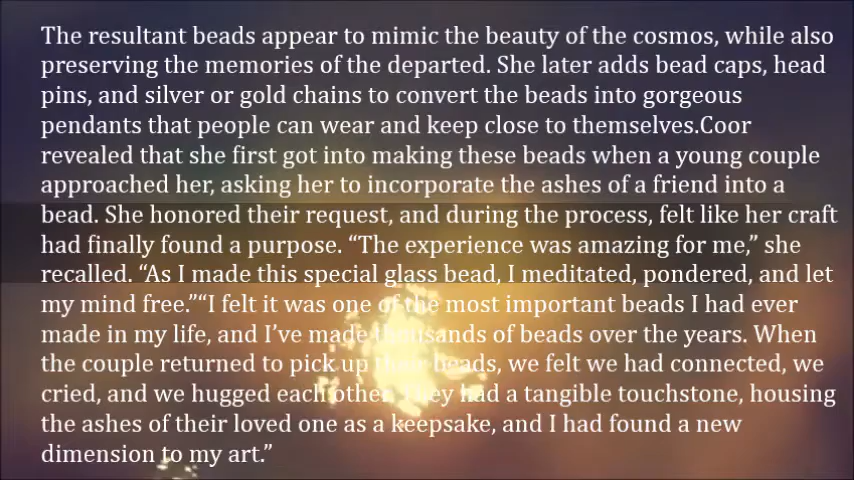 The resultant beads appear to mimic the beauty of the cosmos, while also
preserving the memories of the departed. She later adds bead caps, head
pins, and silver or gold chains to convert the beads into gorgeous
pendants that people can wear and keep close to themselves.Coor
revealed that she first got into making these beads when a young couple
approached her, asking her to incorporate the ashes of a friend into a
bead. She honored their request, and during the process, felt like her craft
had finally found a purpose. “The experience was amazing for me,” she
recalled. “As I made this special glass bead, I meditated, pondered, and let
my mind free.”“I felt it was one of the most important beads I had ever
made in my life, and I’ve made thousands of beads over the years. When
the couple returned to pick up their beads, we felt we had connected, we
cried, and we hugged each other. They had a tangible touchstone, housing
the ashes of their loved one as a keepsake, and I had found a new
dimension to my art.”